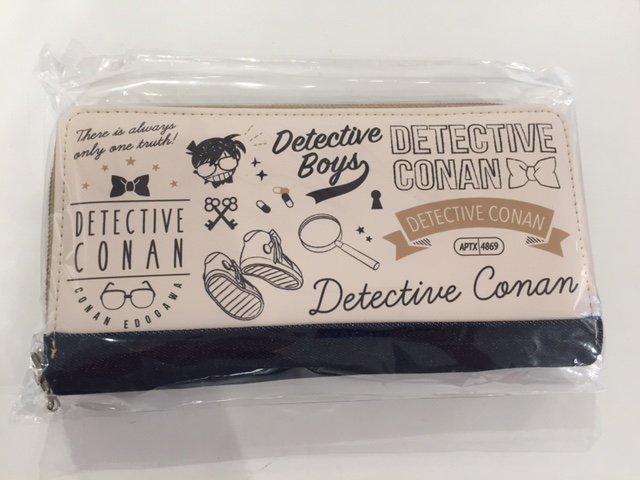 There is always
only one truth!
DETECTIVE
CONAN
CONAN EDOGAWA
Detective
Boys
DETECTIVE
CONAN
DETECTIVE CONAN
APTX 4869
Detective Conan